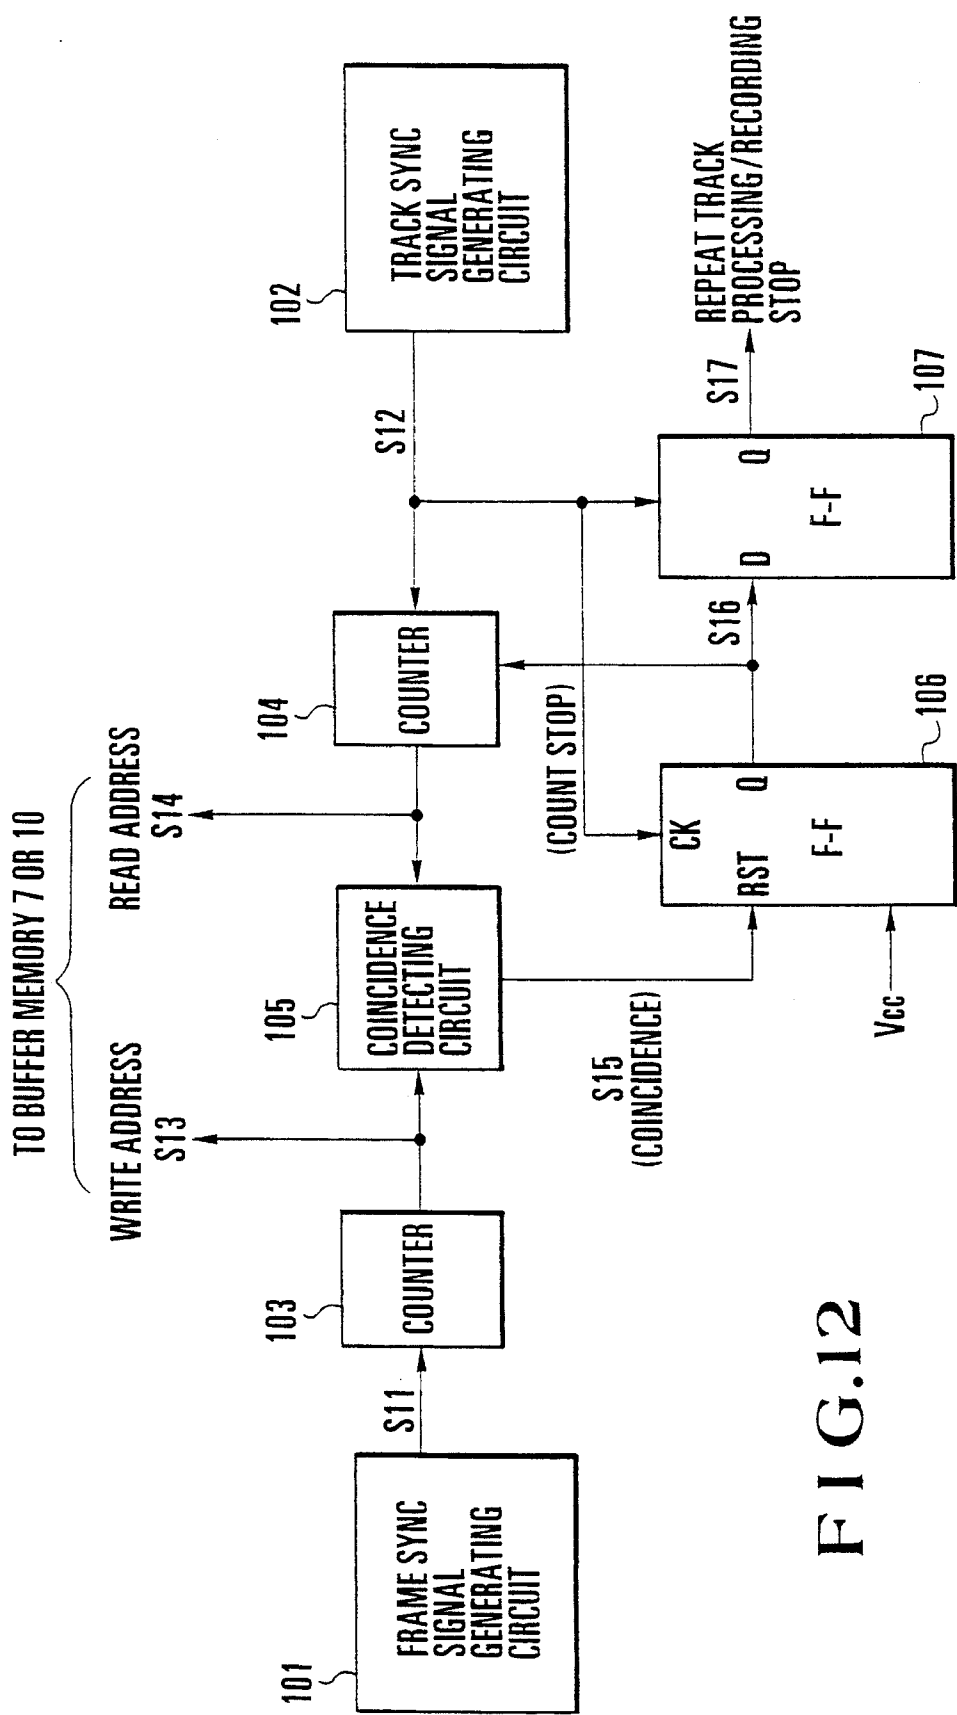 TO BUFFER MEMORY 7 OR 10
WRITE ADDRESS
S13
READ ADDRESS
S14
101
FRAME SYNC
SIGNAL
GENERATING
CIRCUIT
S11
103
COUNTER
105
COINCIDENCE
DETECTING
CIRCUIT
104
COUNTER
S12
102
TRACK SYNC
SIGNAL
GENERATING
CIRCUIT
S15
(COINCIDENCE)
(COUNT STOP)
Vcc
CK
RST
Q
F-F
106
S16
D
Q
F-F
107
S17
REPEAT TRACK
PROCESSING/RECORDING
STOP
FIG.12